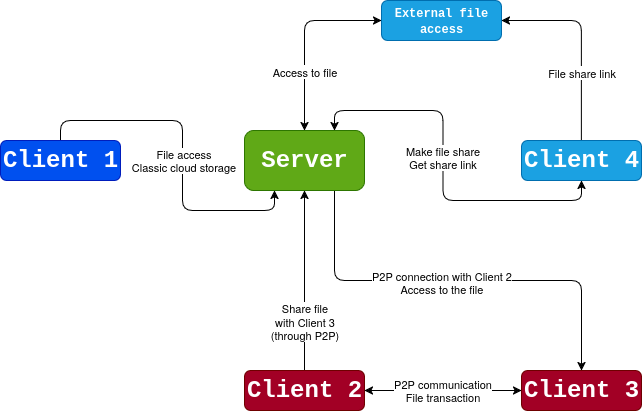 External file
access
Access to file
File share link
Client 1
File access
Classic cloud storage
Server
Make file share
Get share link
Client 4
P2P connection with Client 2
Access to the file
Share file
with Client 3
(through P2P)
Client 2
P2P communication
File transaction
Client 3